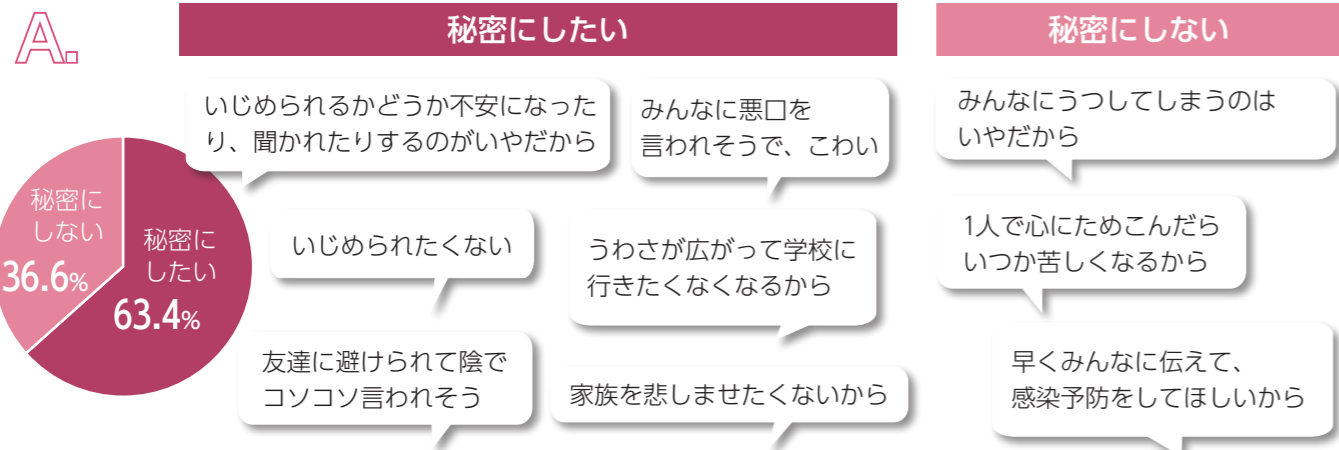 A.
秘密にしたい
秘密にしない
秘密に
しない
36.6%
秘密に
したい
63.4%
いじめられるかどうか不安になった
り、聞かれたりするのがいやだから
みんなに悪口を
言われそうで、こわい
いじめられたくない
うわさが広がって学校に
行きたくなくなるから
友達に避けられて陰で
コソコソ言われそう
家族を悲しませたくないから
みんなにうつしてしまうのは
いやだから
1人で心にためこんだら
いつか苦しくなるから
早くみんなに伝えて、
感染予防をしてほしいから